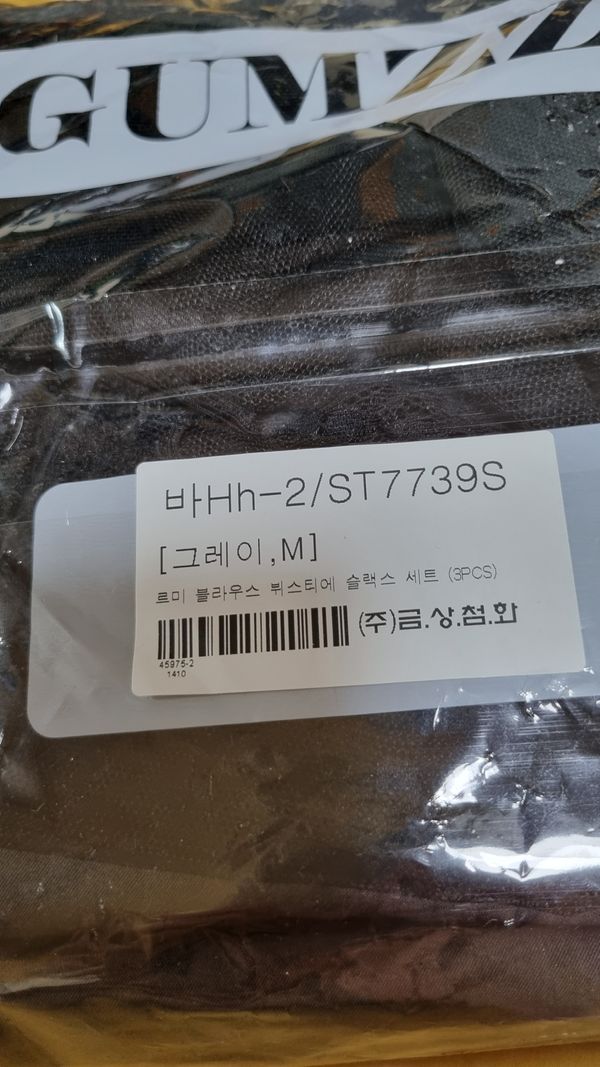 GUM
바Hh-2/ST7739S
[그레이,M]
르미 블라우스 뷔스티에 슬랙스 세트 (3PCS)
(주)금.상.첨.화
45975-2
1410